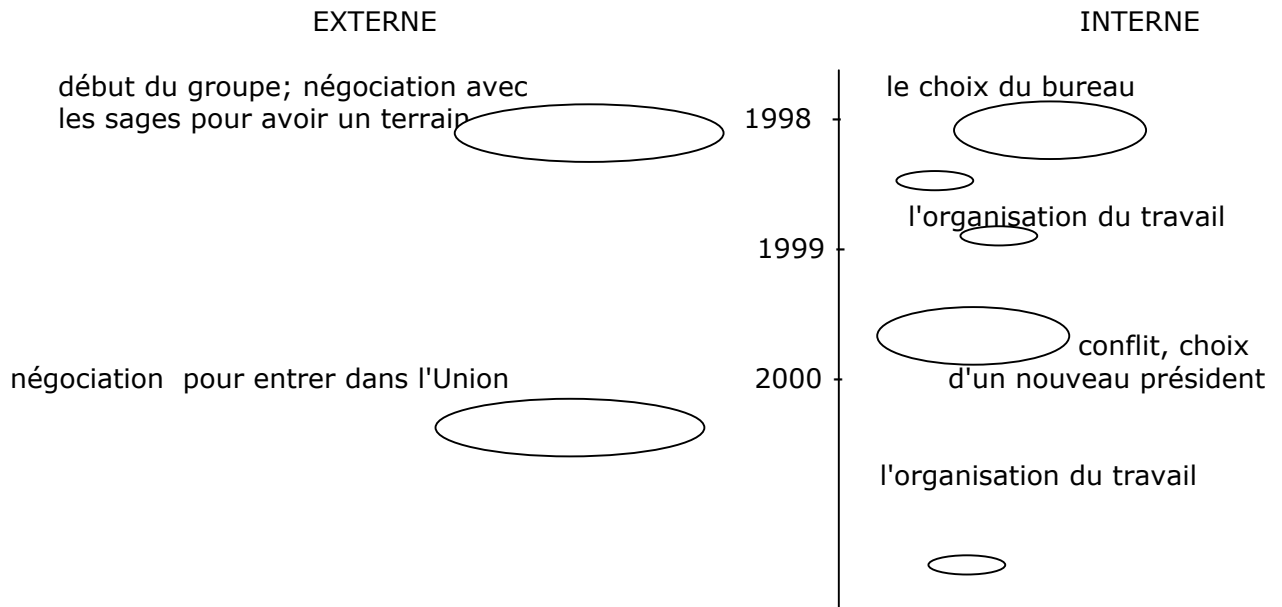 EXTERNE
INTERNE
début du groupe; négociation avec
les sages pour avoir un terrain
le choix du bureau
1998
l'organisation du travail
1999
conflit, choix
d'un nouveau président
négociation pour entrer dans l'Union
2000
l'organisation du travail